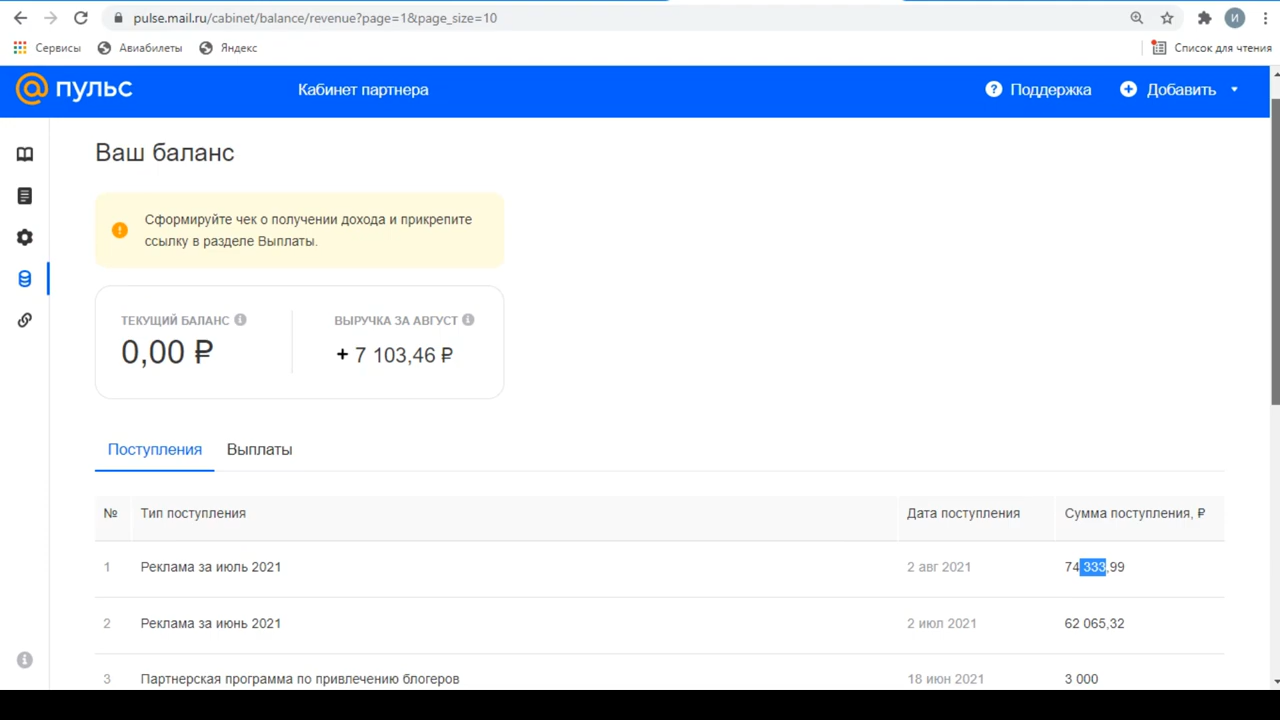 pulse.mail.ru/cabinet/balance/revenue?page=1&page_size=10
И
Сервисы Авиабилеты Яндекс Список для чтения
@ пульс Кабинет партнера ? Поддержка + Добавить
Ваш баланс
Сформируйте чек о получении дохода и прикрепите
ссылку в разделе Выплаты.
ТЕКУЩИЙ БАЛАНС ВЫРУЧКА ЗА АВГУСТ
0,00 ₽ + 7 103,46 ₽
Поступления Выплаты
№ Тип поступления Дата поступления Сумма поступления, ₽
1 Реклама за июль 2021 2 авг 2021 74 333,99
2 Реклама за июнь 2021 2 июл 2021 62 065,32
3 Партнерская программа по привлечению блогеров 18 июн 2021 3 000